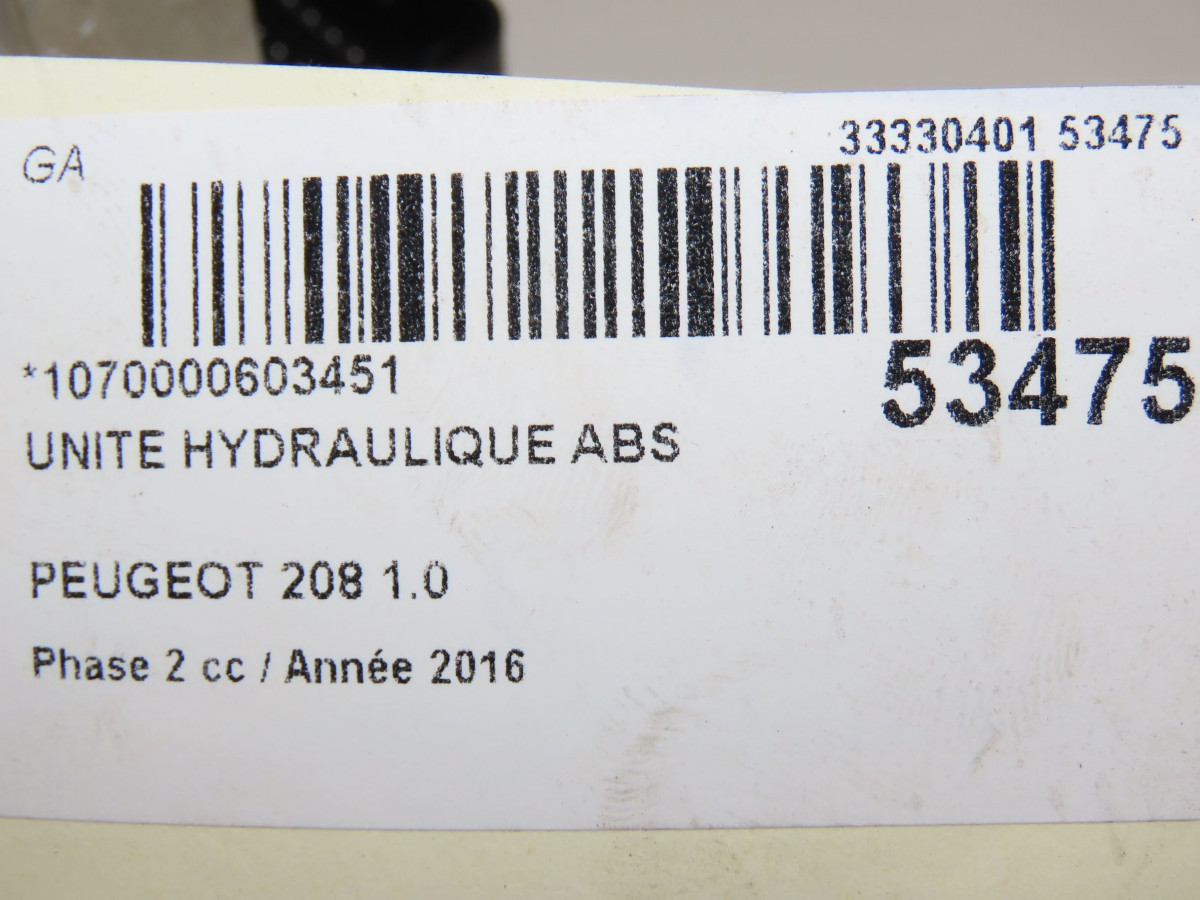 GA
33330401 53475
*1070000603451
53475
UNITE HYDRAULIQUE ABS
PEUGEOT 208 1.0
Phase 2 cc / Année 2016